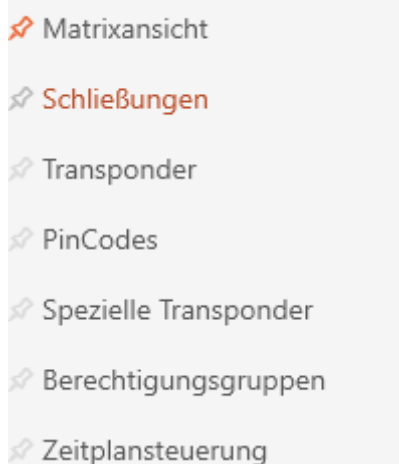 Matrixansicht
Schließungen
Transponder
PinCodes
Spezielle Transponder
Berechtigungsgruppen
Zeitplansteuerung